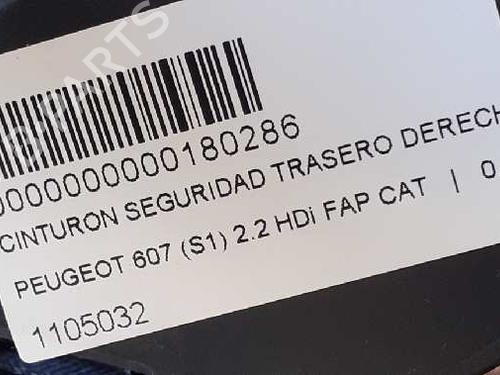 0000000000180286
CINTURON SEGURIDAD TRASERO DERECH
PEUGEOT 607 (S1) 2.2 HDi FAP CAT | 0
1105032